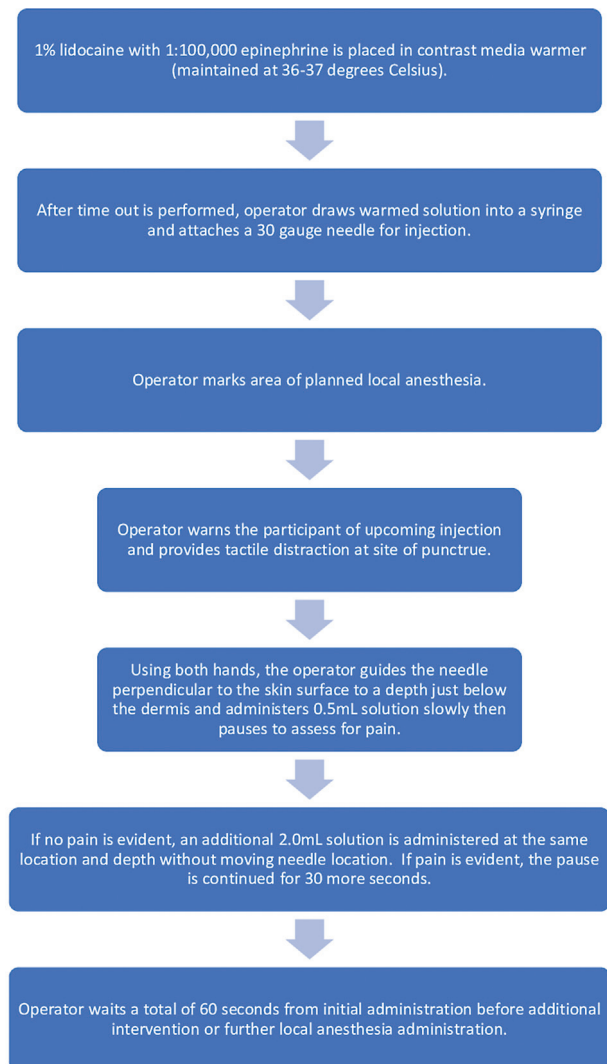 1% lidocaine with 1:100,000 epinephrine is placed in contrast media warmer
(maintained at 36-37 degrees Celsius).
After time out is performed, operator draws warmed solution into a syringe
and attaches a 30 gauge needle for injection.
Operator marks area of planned local anesthesia.
Operator warns the participant of upcoming injection
and provides tactile distraction at site of punctrue.
Using both hands, the operator guides the needle
perpendicular to the skin surface to a depth just below
the dermis and administers 0.5mL solution slowly then
pauses to assess for pain.
If no pain is evident, an additional 2.0mL solution is administered at the same
location and depth without moving needle location.  If pain is evident, the pause
is continued for 30 more seconds.
Operator waits a total of 60 seconds from initial administration before additional
intervention or further local anesthesia administration.